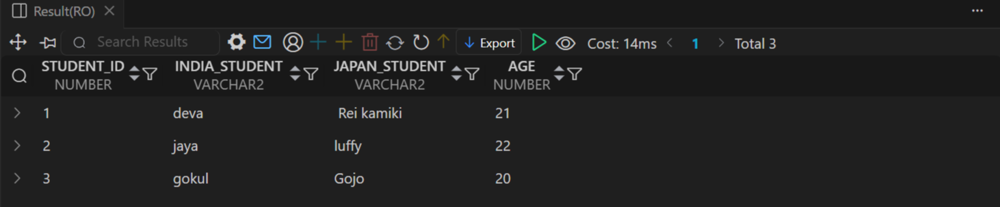 Result(RO)
Search Results Export Cost: 14ms 1 Total 3
STUDENT_ID INDIA_STUDENT JAPAN_STUDENT AGE
NUMBER VARCHAR2 VARCHAR2 NUMBER
1 deva Rei kamiki 21
2 jaya luffy 22
3 gokul Gojo 20